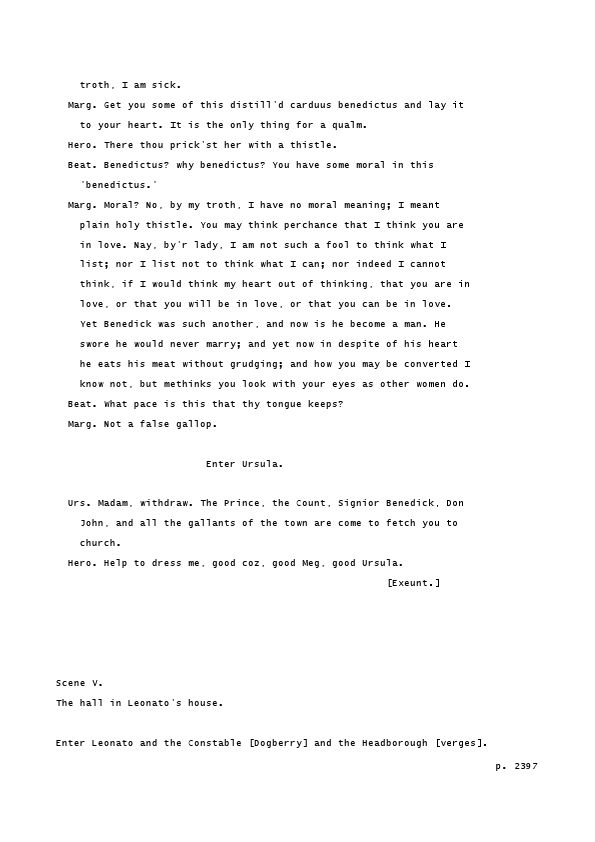 troth, I am sick.
Marg. Get you some of this distill'd carduus benedictus and lay it
to your heart. It is the only thing for a qualm.
Hero. There thou prick'st her with a thistle.
Beat. Benedictus? why benedictus? You have some moral in this
'benedictus.'
Marg. Moral? No, by my troth, I have no moral meaning; I meant
plain holy thistle. You may think perchance that I think you are
in love. Nay, by'r lady, I am not such a fool to think what I
list; nor I list not to think what I can; nor indeed I cannot
think, if I would think my heart out of thinking, that you are in
love, or that you will be in love, or that you can be in love.
Yet Benedick was such another, and now is he become a man. He
swore he would never marry; and yet now in despite of his heart
he eats his meat without grudging; and how you may be converted I
know not, but methinks you look with your eyes as other women do.
Beat. What pace is this that thy tongue keeps?
Marg. Not a false gallop.
Enter Ursula.
Urs. Madam, withdraw. The Prince, the Count, Signior Benedick, Don
John, and all the gallants of the town are come to fetch you to
church.
Hero. Help to dress me, good coz, good Meg, good Ursula.
[Exeunt.]
Scene V.
The hall in Leonato's house.
Enter Leonato and the Constable [Dogberry] and the Headborough [verges].
p. 2397